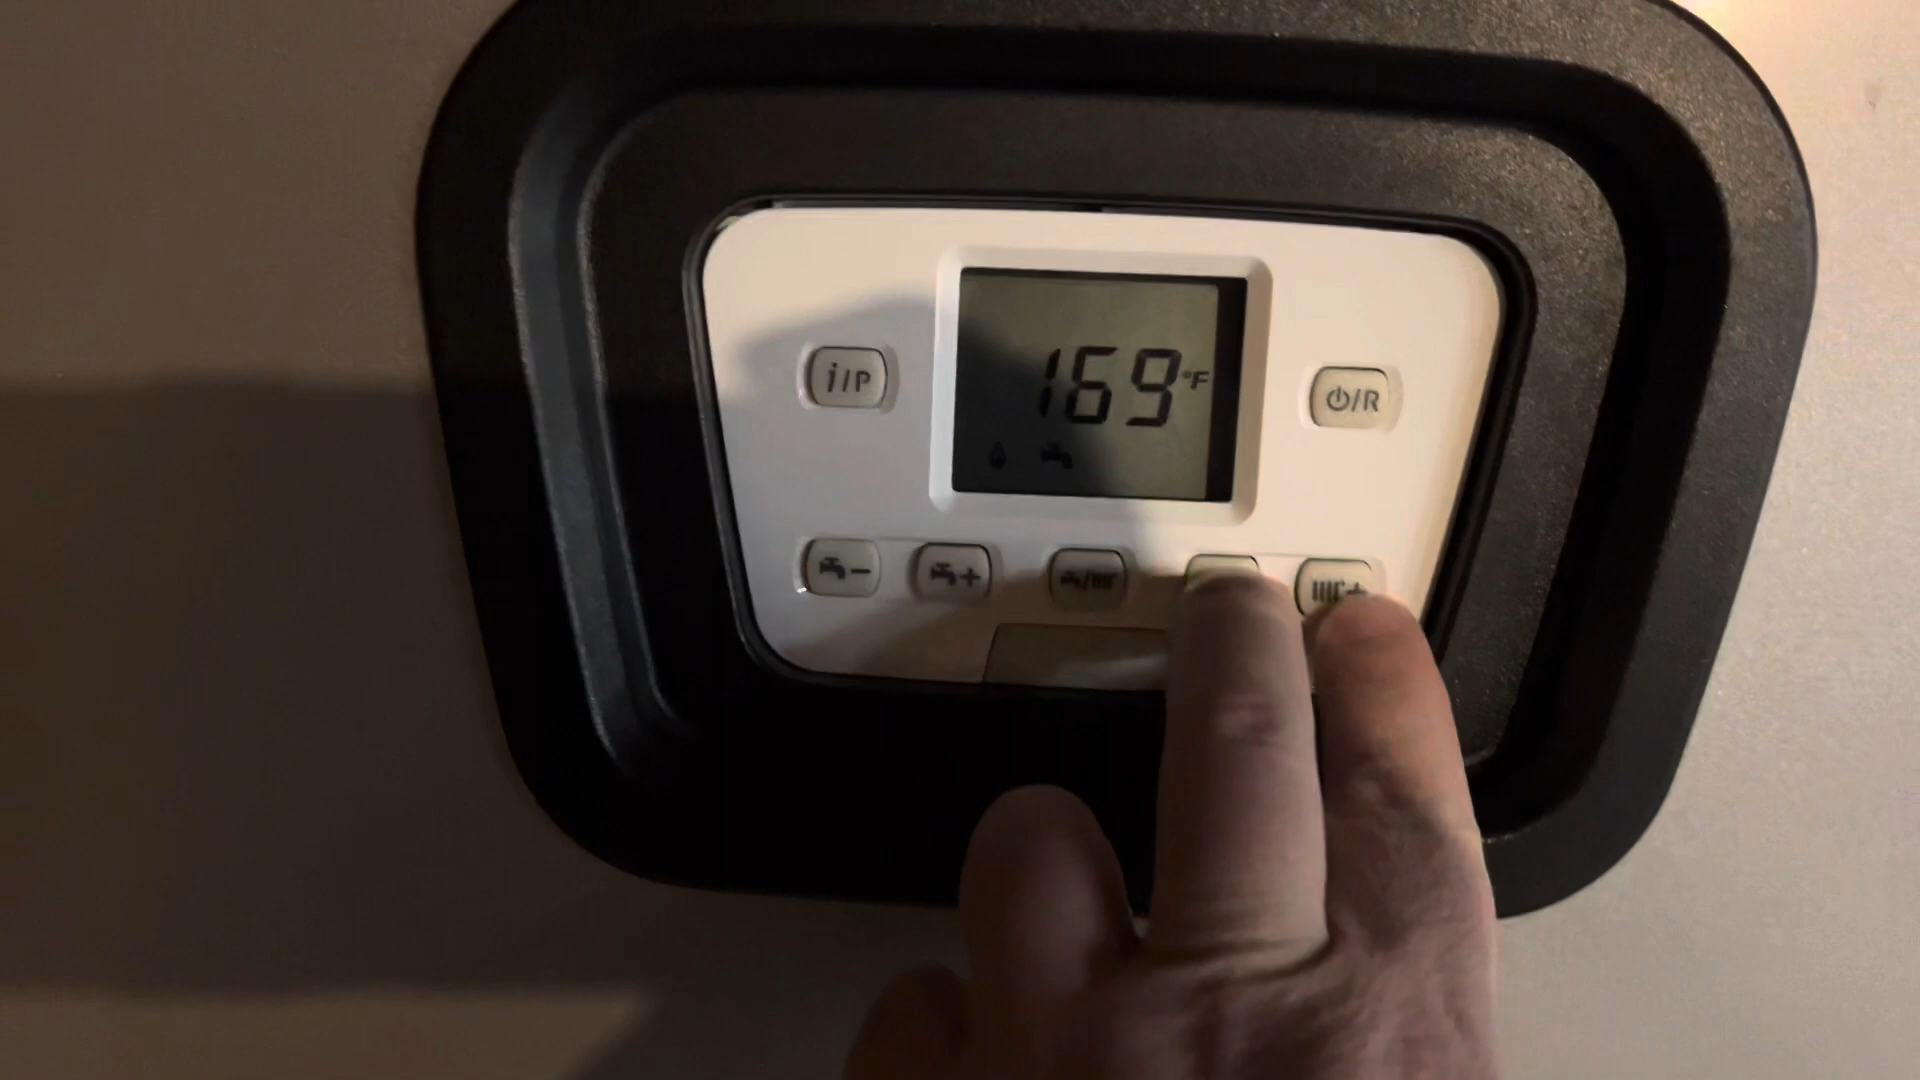 169°F
i/P
/R
-
+
/
+